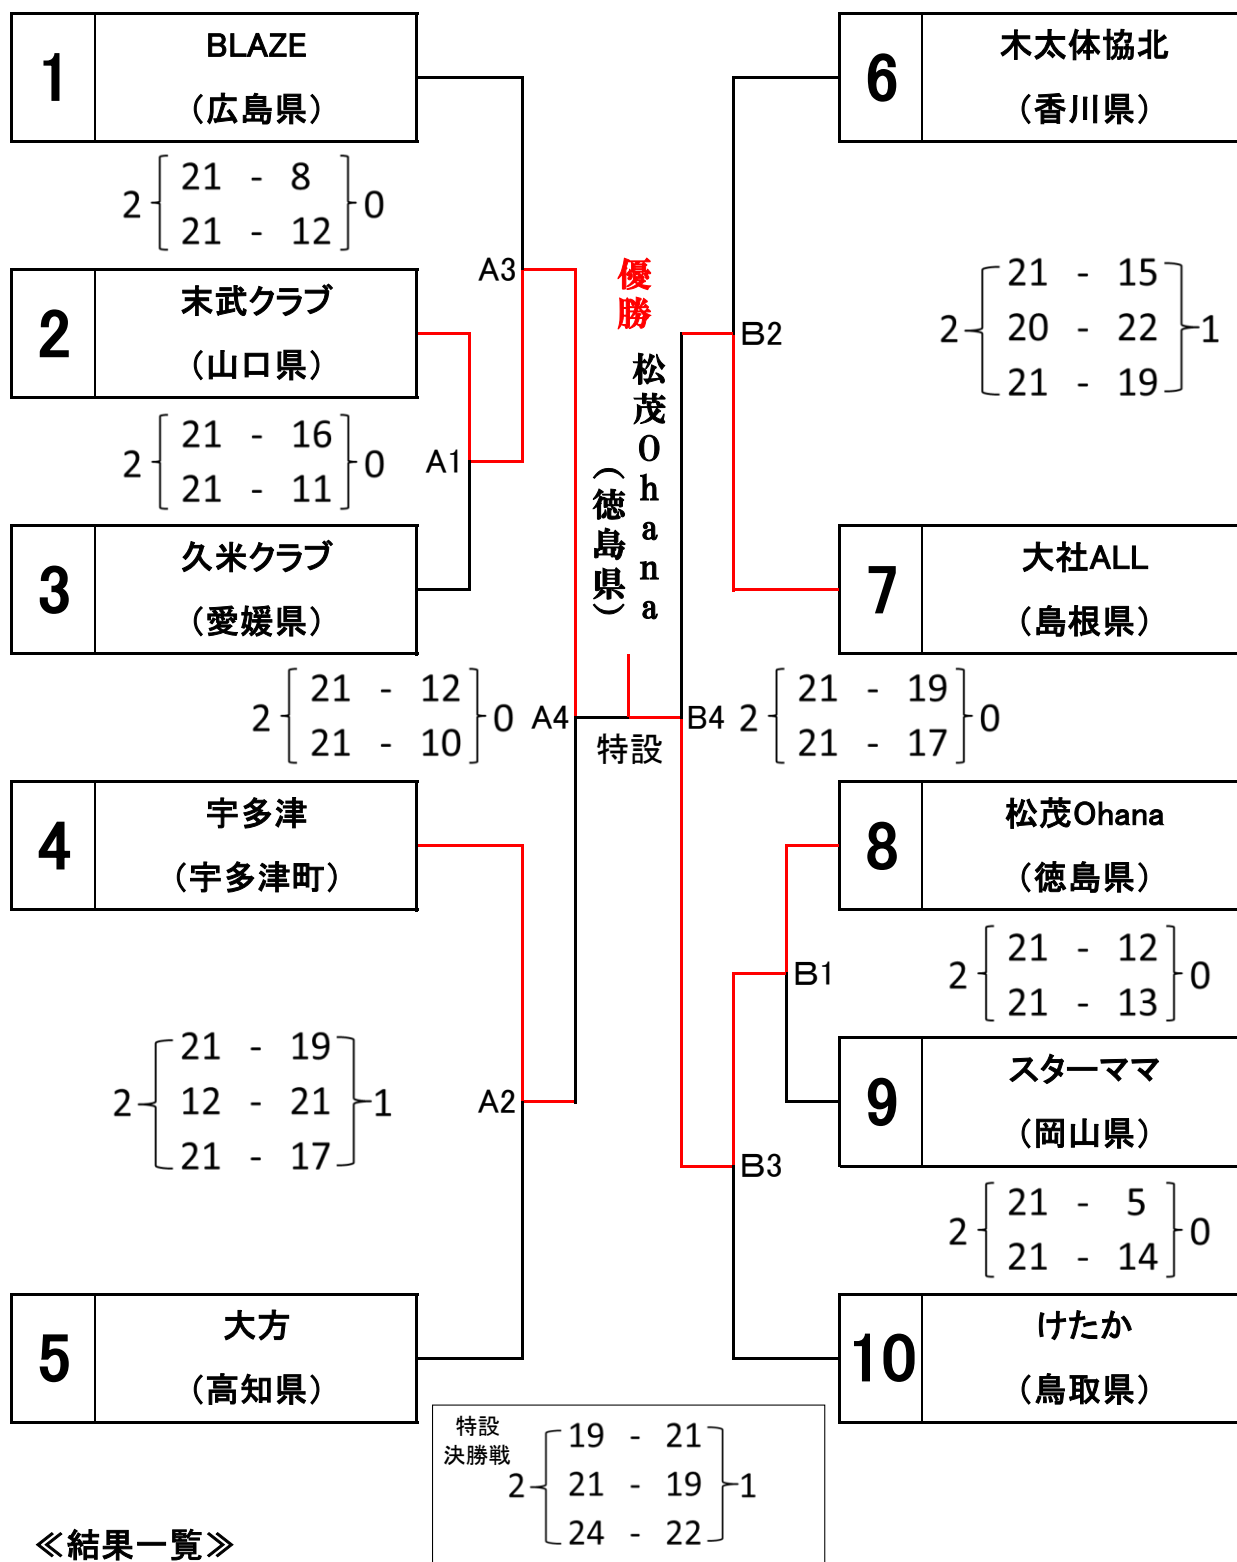 1
BLAZE
（広島県）
2 21 - 8 0
21 - 12
A3
2
末武クラブ
（山口県）
2 21 - 16 0
21 - 11
A1
3
久米クラブ
（愛媛県）
2 21 - 12 0
21 - 10
A4
4
宇多津
（宇多津町）
21 - 19
2 12 - 21 1
21 - 17
A2
5
大方
（高知県）
優勝
松茂Ohana
（徳島県）
特設
6
木太体協北
（香川県）
21 - 15
2 20 - 22 1
21 - 19
B2
7
大社ALL
（島根県）
B4
2 21 - 19 0
21 - 17
8
松茂Ohana
（徳島県）
B1
2 21 - 12 0
21 - 13
9
スターママ
（岡山県）
B3
2 21 - 5 0
21 - 14
10
けたか
（鳥取県）
特設
決勝戦
19 - 21
2 21 - 19 1
24 - 22
≪結果一覧≫